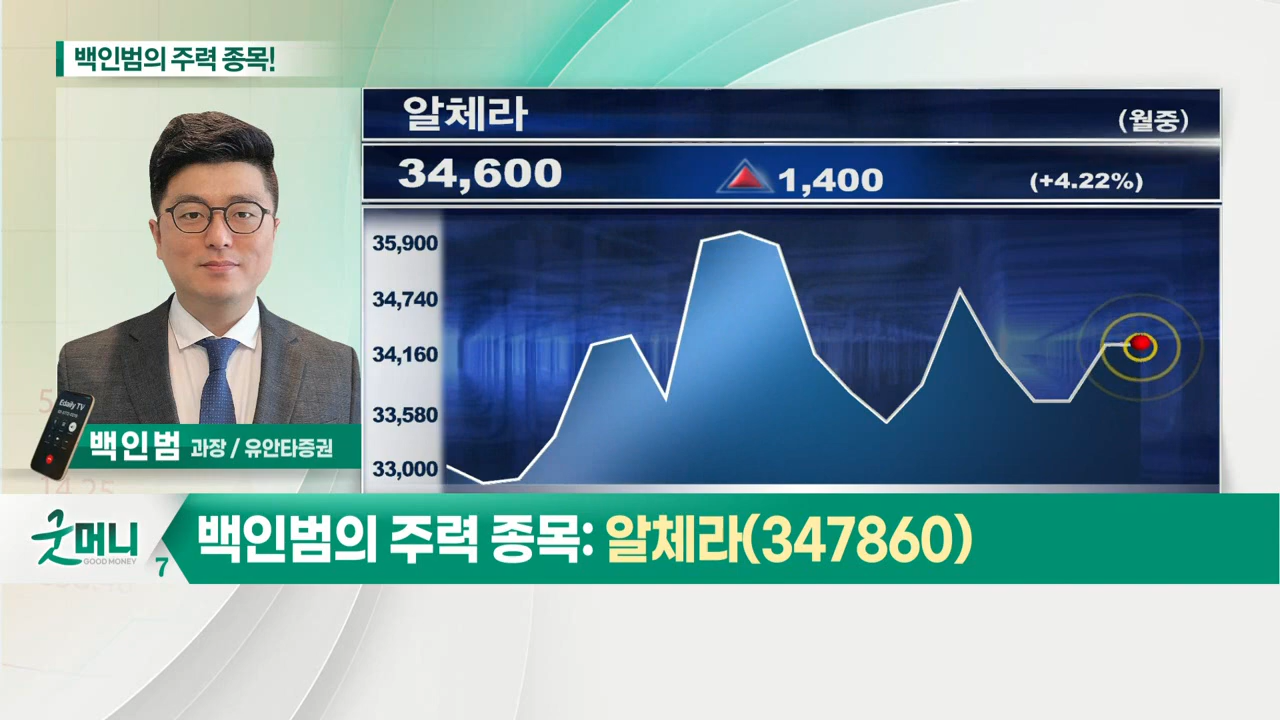 백인범의 주력 종목!
알체라
(월중)
34,600
1,400
(+4.22%)
35,900
34,740
34,160
33,580
33,000
Edaily TV
백인범 과장 / 유안타증권
굿머니
GOOD MONEY
7
백인범의 주력 종목: 알체라(347860)